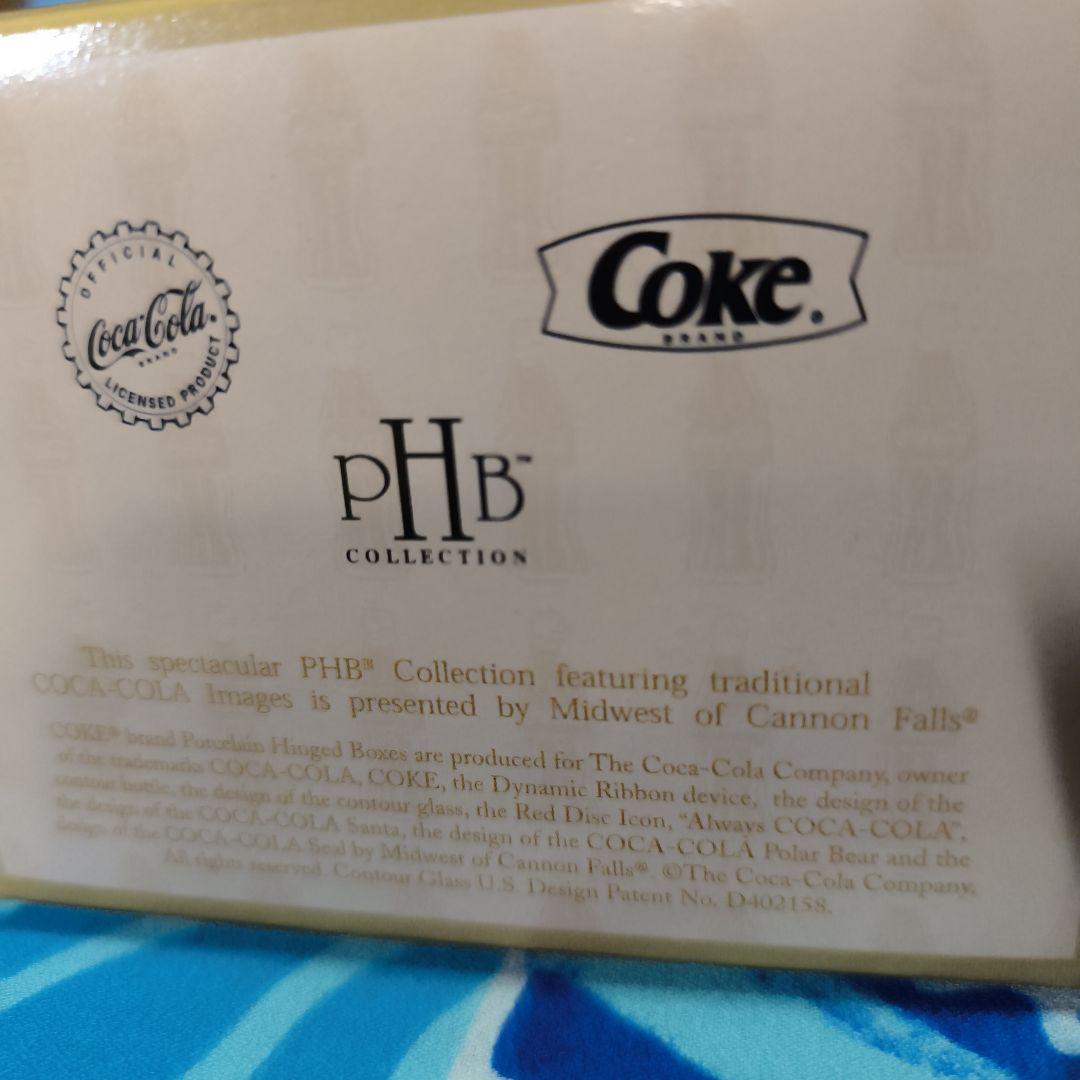 OFFICIAL
Coca-Cola.
BRAND
LICENSED PRODUCT
Coke.
BRAND
PHB™
COLLECTION
This spectacular PHB™ Collection featuring traditional
COCA-COLA Images is presented by Midwest of Cannon Falls®
COKE® brand Porcelain Hinged Boxes are produced for The Coca-Cola Company, owner
of the trademarks COCA-COLA, COKE, the Dynamic Ribbon device, the design of the
contour bottle, the design of the contour glass, the Red Disc Icon, "Always COCA-COLA",
the design of the COCA-COLA Santa, the design of the COCA-COLA Polar Bear and the
design of the COCA-COLA Seal by Midwest of Cannon Falls®. ©The Coca-Cola Company,
All rights reserved. Contour Glass U.S. Design Patent No. D402158.